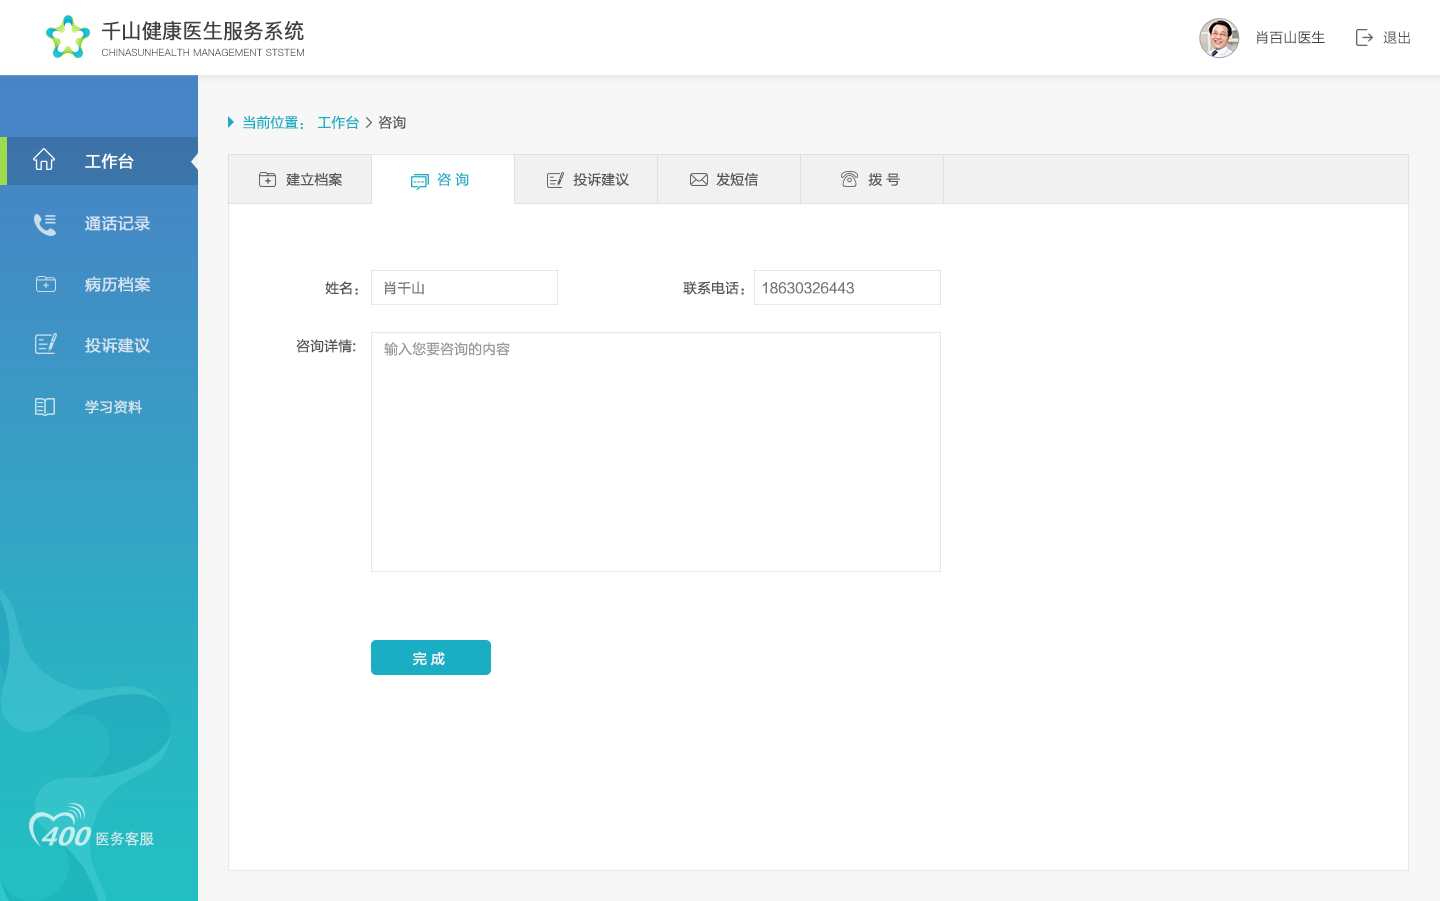 千山健康医生服务系统
CHINASUNHEALTH MANAGEMENT STSTEM
肖百山医生
退出
当前位置： 工作台 > 咨询
工作台
通话记录
病历档案
投诉建议
学习资料
建立档案
咨 询
投诉建议
发短信
拨 号
姓名：
肖千山
联系电话：
18630326443
咨询详情:
输入您要咨询的内容
完 成
400 医务客服